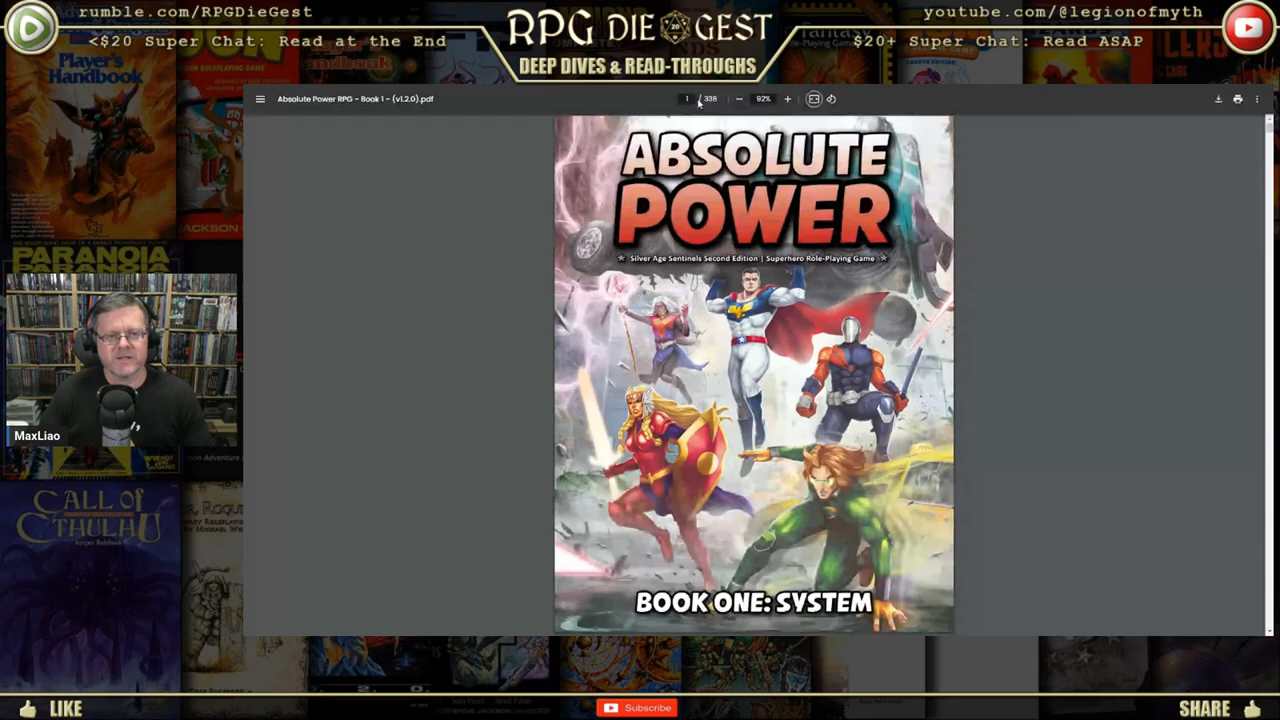 rumble.com/RPGDieGest
<$20 Super Chat: Read at the End
RPG DIE GEST
20
DEEP DIVES & READ-THROUGHS
youtube.com/@legionofmyth
$20+ Super Chat: Read ASAP
Player's
Handbook
PARANOIA
Absolute Power RPG - Book 1 - (v1.2.0).pdf
1 / 338
92%
ABSOLUTE
POWER
Silver Age Sentinels Second Edition | Superhero Role-Playing Game
BOOK ONE: SYSTEM
MaxLiao
CALL OF
CTHULHU
LIKE
Subscribe
SHARE